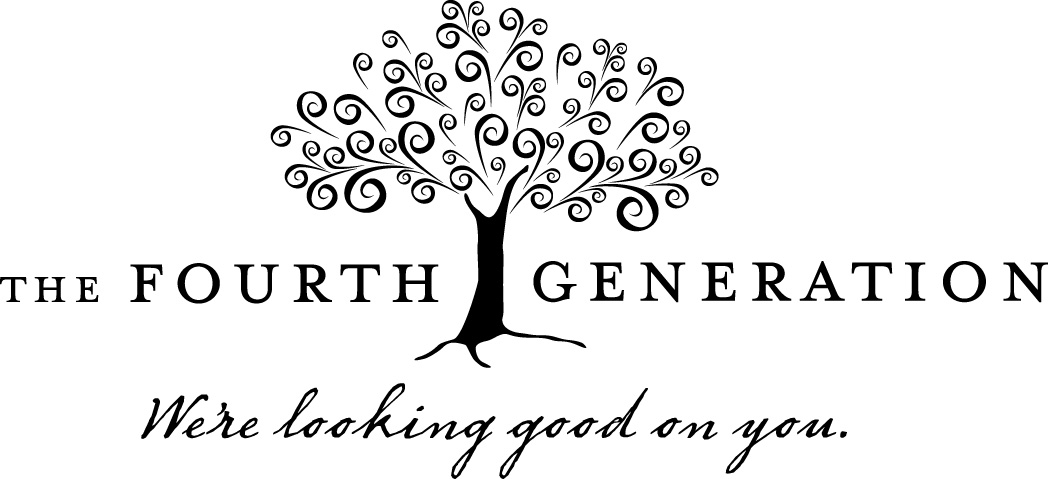 THE FOURTH GENERATION
We're looking good on you.